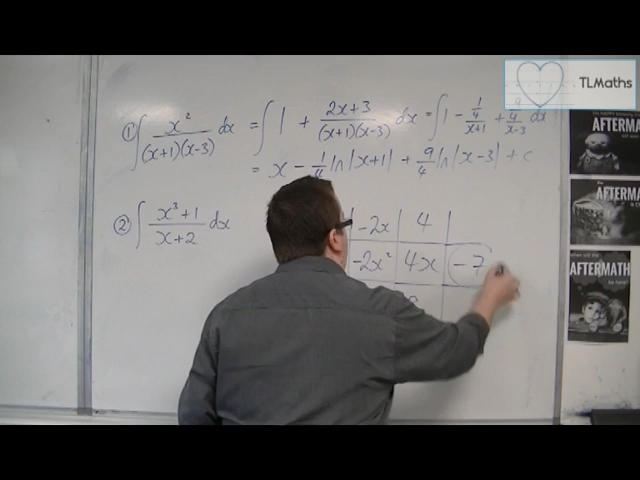 TLMaths
① ∫ x²/((x+1)(x-3)) dx = ∫ 1 + (2x+3)/((x+1)(x-3)) dx = ∫ 1 - (1/4)/(x+1) + (9/4)/(x-3) dx
= x - 1/4 ln|x+1| + 9/4 ln|x-3| + c
② ∫ (x³+1)/(x+2) dx
-2x 4
-2x² 4x -7
AFTERMATH
AFTERMATH
AFTERMATH